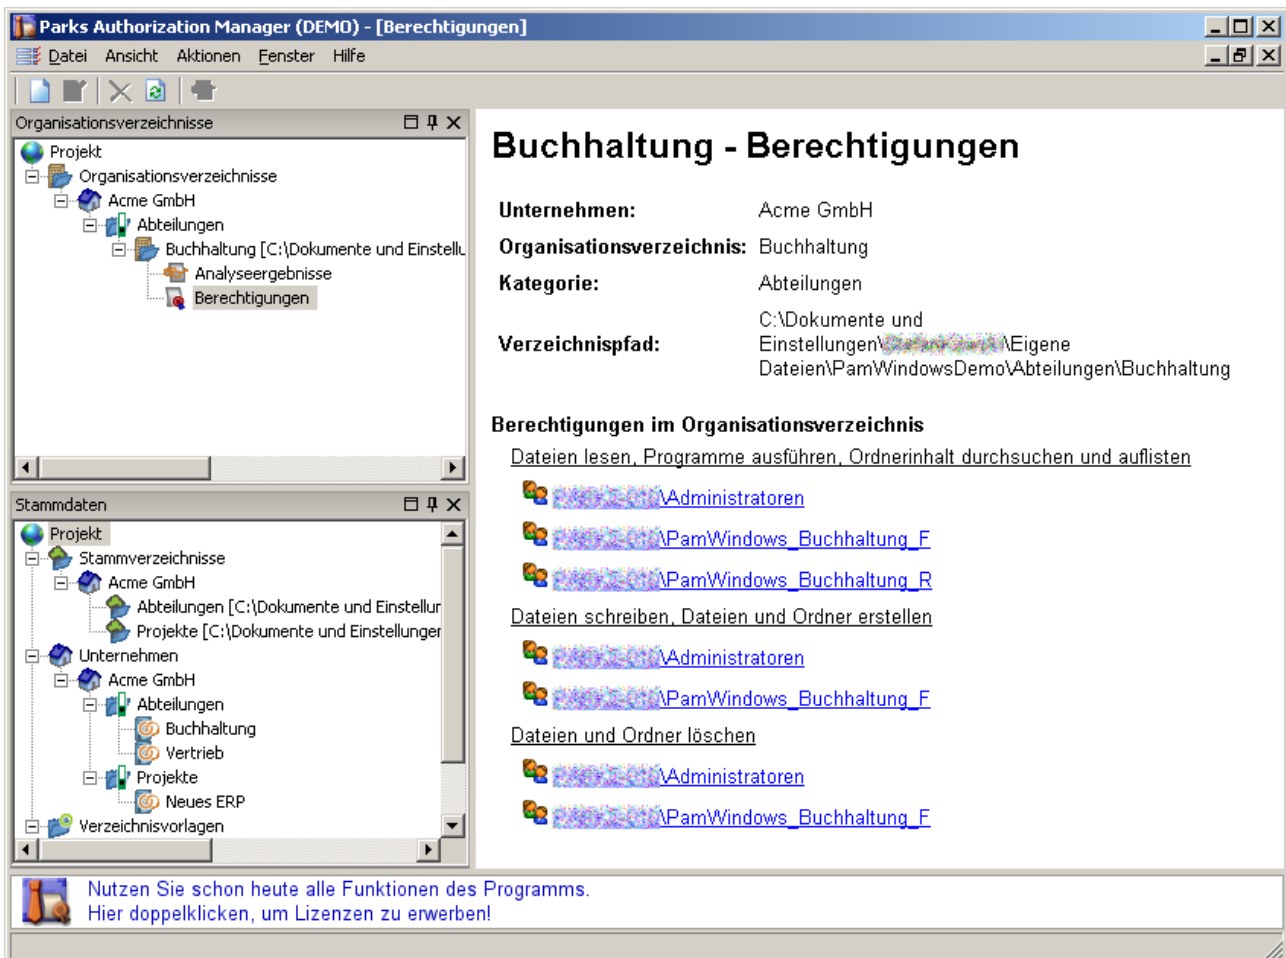 Parks Authorization Manager (DEMO) - [Berechtigungen]
Datei Ansicht Aktionen Fenster Hilfe
Organisationsverzeichnisse
Projekt
Organisationsverzeichnisse
Acme GmbH
Abteilungen
Buchhaltung [C:\Dokumente und Einstellu
Analyseergebnisse
Berechtigungen
Stammdaten
Projekt
Stammverzeichnisse
Acme GmbH
Abteilungen [C:\Dokumente und Einstellur
Projekte [C:\Dokumente und Einstellunger
Unternehmen
Acme GmbH
Abteilungen
Buchhaltung
Vertrieb
Projekte
Neues ERP
Verzeichnisvorlagen
Buchhaltung - Berechtigungen
Unternehmen: Acme GmbH
Organisationsverzeichnis: Buchhaltung
Kategorie: Abteilungen
Verzeichnispfad: C:\Dokumente und
Einstellungen\ \Eigene
Dateien\PamWindowsDemo\Abteilungen\Buchhaltung
Berechtigungen im Organisationsverzeichnis
Dateien lesen, Programme ausführen, Ordnerinhalt durchsuchen und auflisten
\Administratoren
\PamWindows_Buchhaltung_F
\PamWindows_Buchhaltung_R
Dateien schreiben, Dateien und Ordner erstellen
\Administratoren
\PamWindows_Buchhaltung_F
Dateien und Ordner löschen
\Administratoren
\PamWindows_Buchhaltung_F
Nutzen Sie schon heute alle Funktionen des Programms.
Hier doppelklicken, um Lizenzen zu erwerben!